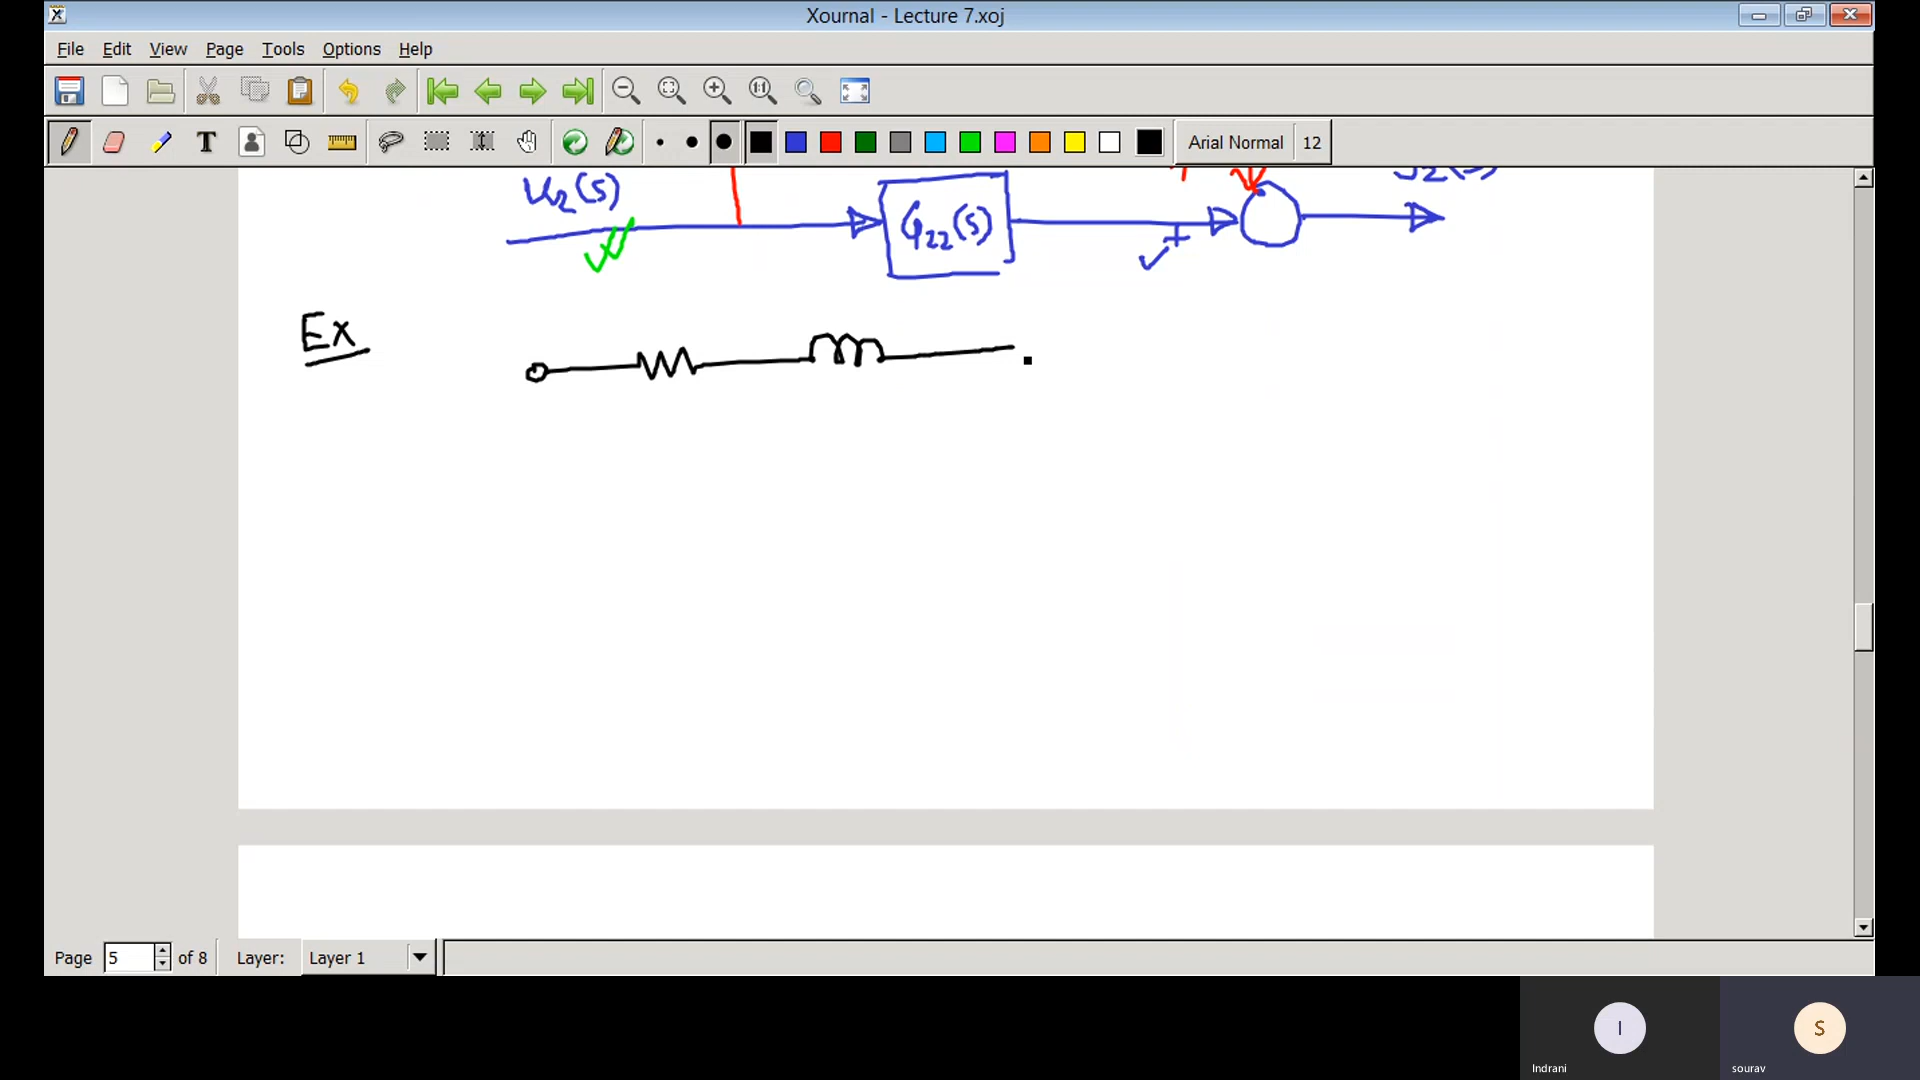 Xournal - Lecture 7.xoj
File Edit View Page Tools Options Help
T Arial Normal 12
U2(s)
G22(s)
+
Ex
Page 5 of 8 Layer: Layer 1
I
Indrani
S
sourav